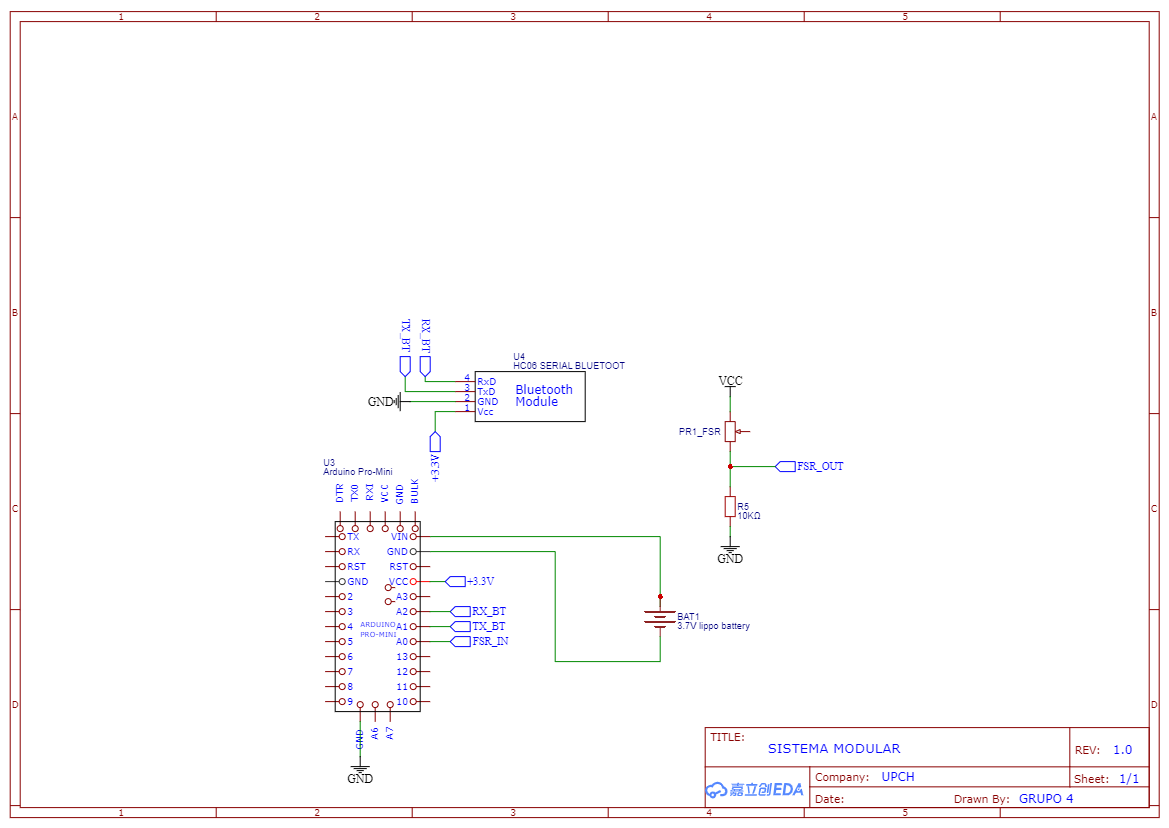 1 2 3 4 5
A A
B B
C C
D D
TX_BT
RX_BT
U4
HC06 SERIAL BLUETOOT
4 RxD
3 TxD
2 GND
1 Vcc
Bluetooth
Module
GND
+3.3V
VCC
PR1_FSR
FSR_OUT
R5
10KΩ
GND
U3
Arduino Pro-Mini
DTR
TX0
RXI
VCC
GND
BULK
TX VIN
RX GND
RST RST
GND VCC
2 A3
3 A2
4 A1
5 A0
6 13
7 12
8 11
9 10
ARDUINO
PRO-MINI
+3.3V
RX_BT
TX_BT
FSR_IN
GND
A6
A7
GND
BAT1
3.7V lippo battery
TITLE:
SISTEMA MODULAR
REV: 1.0
嘉立创EDA
Company: UPCH
Sheet: 1/1
Date:
Drawn By: GRUPO 4
1 2 3 4 5